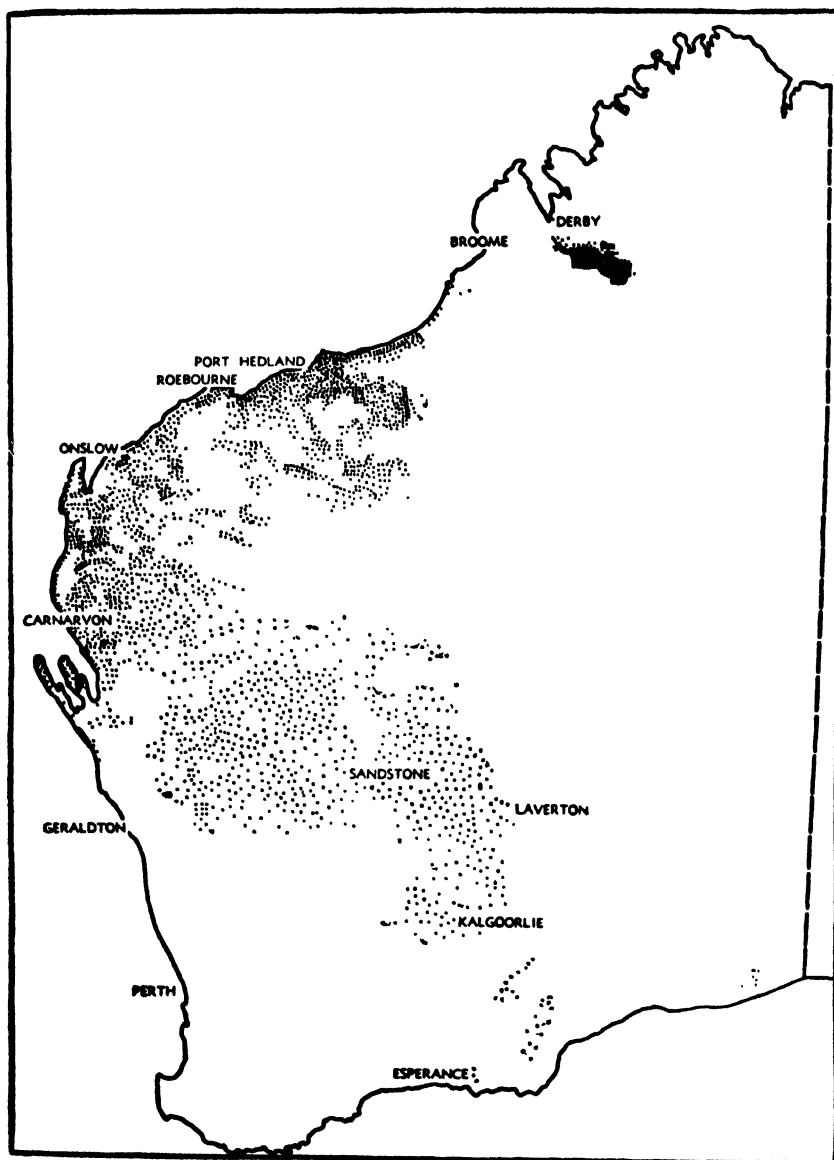 DERBY
BROOME
PORT HEDLAND
ROEBOURNE
ONSLOW
CARNARVON
SANDSTONE
LAVERTON
GERALDTON
KALGOORLIE
PERTH
ESPERANCE